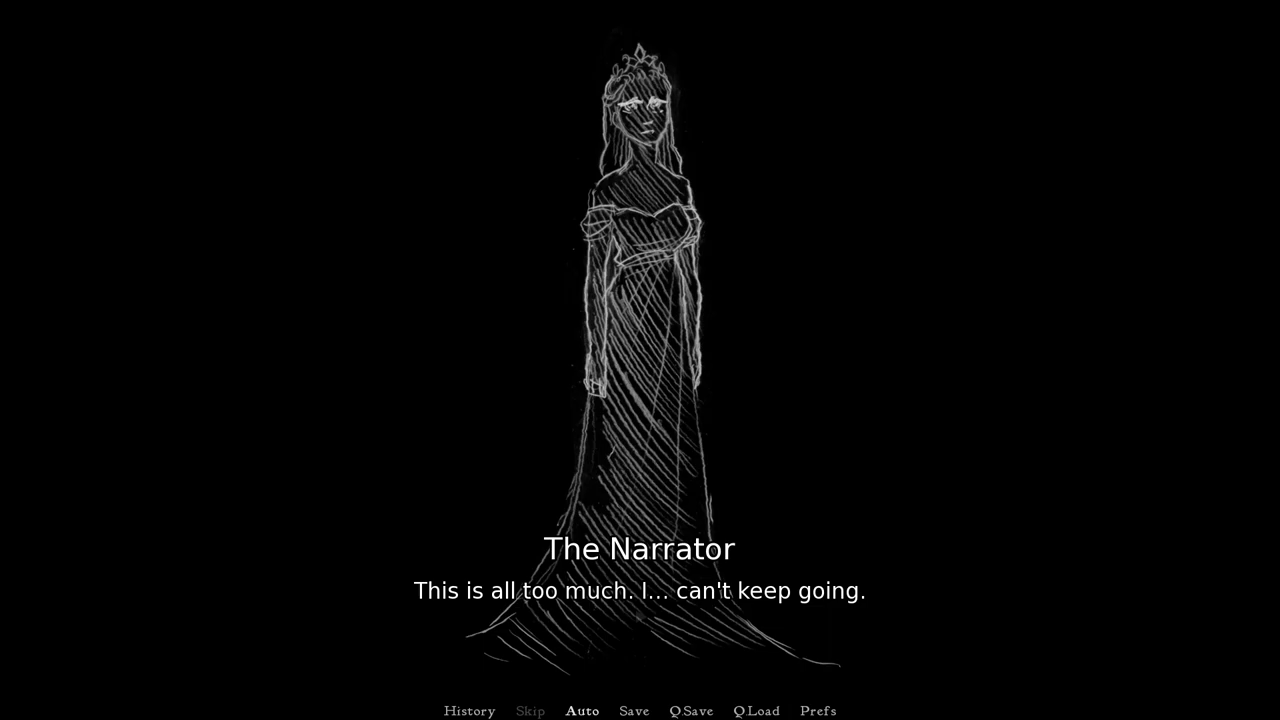 The Narrator
This is all too much. I... can't keep going.
History Skip Auto Save Q.Save Q.Load Prefs